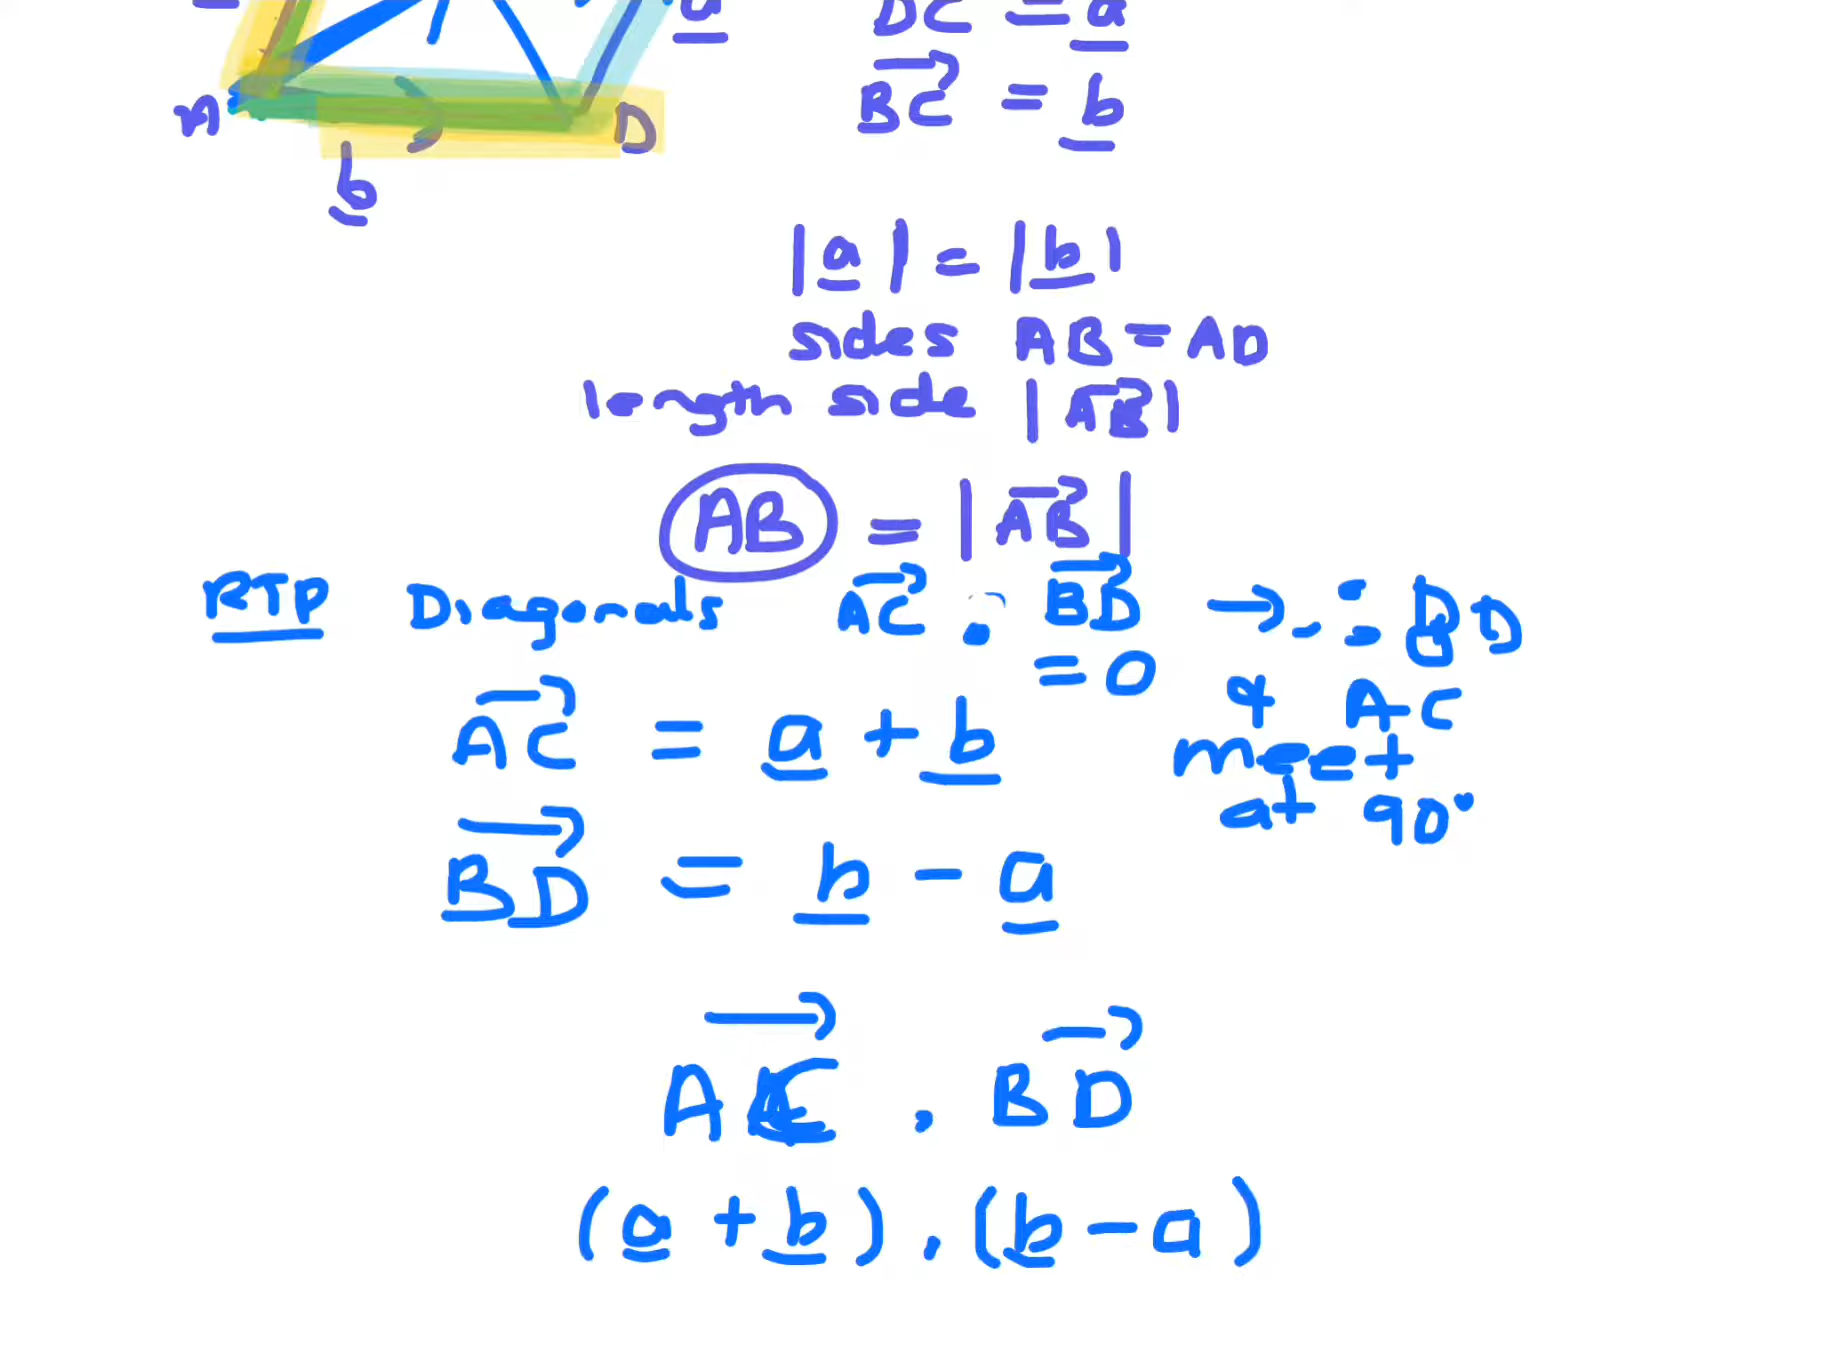 a
DC = a
A
D
BC = b
b
|a| = |b|
sides AB = AD
length side |AB|
AB = |AB|
RTP Diagonals AC . BD → ∴ BD
= 0 & AC
AC = a + b meet
at 90°
BD = b - a
AC . BD
(a + b) . (b - a)